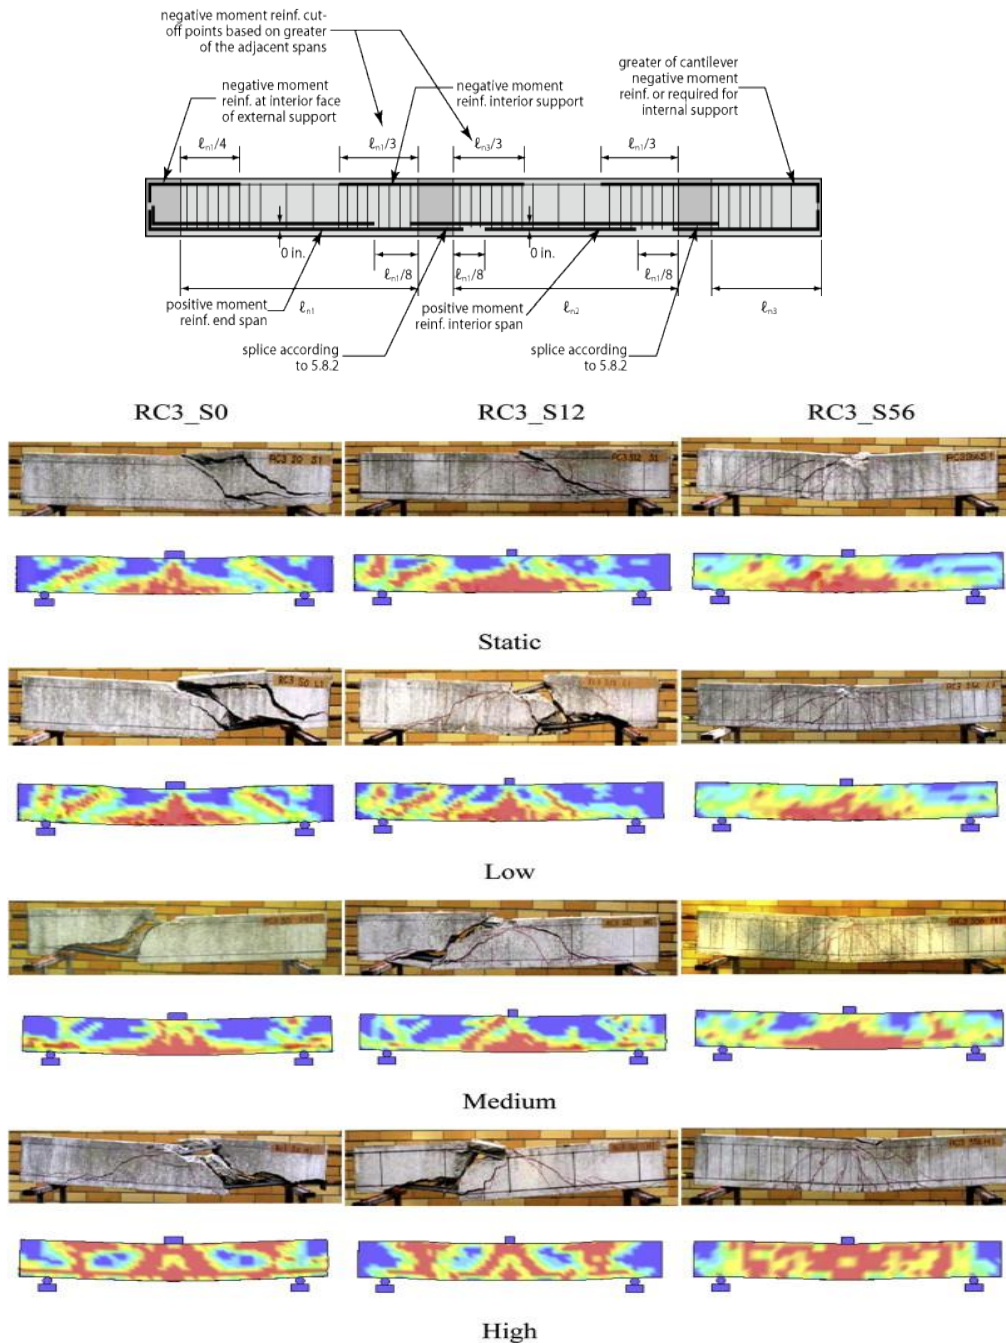 negative moment reinf. cut-
off points based on greater
of the adjacent spans
negative moment
reinf. at interior face
of external support
negative moment
reinf. interior support
greater of cantilever
negative moment
reinf. or required for
internal support
ℓn1/4
ℓn1/3
ℓn3/3
ℓn1/3
0 in.
0 in.
ℓn1/8
ℓn1/8
ℓn1/8
positive moment
reinf. end span
ℓn1
positive moment
reinf. interior span
ℓn2
ℓn3
splice according
to 5.8.2
splice according
to 5.8.2
RC3_S0
RC3_S12
RC3_S56
Static
Low
Medium
High